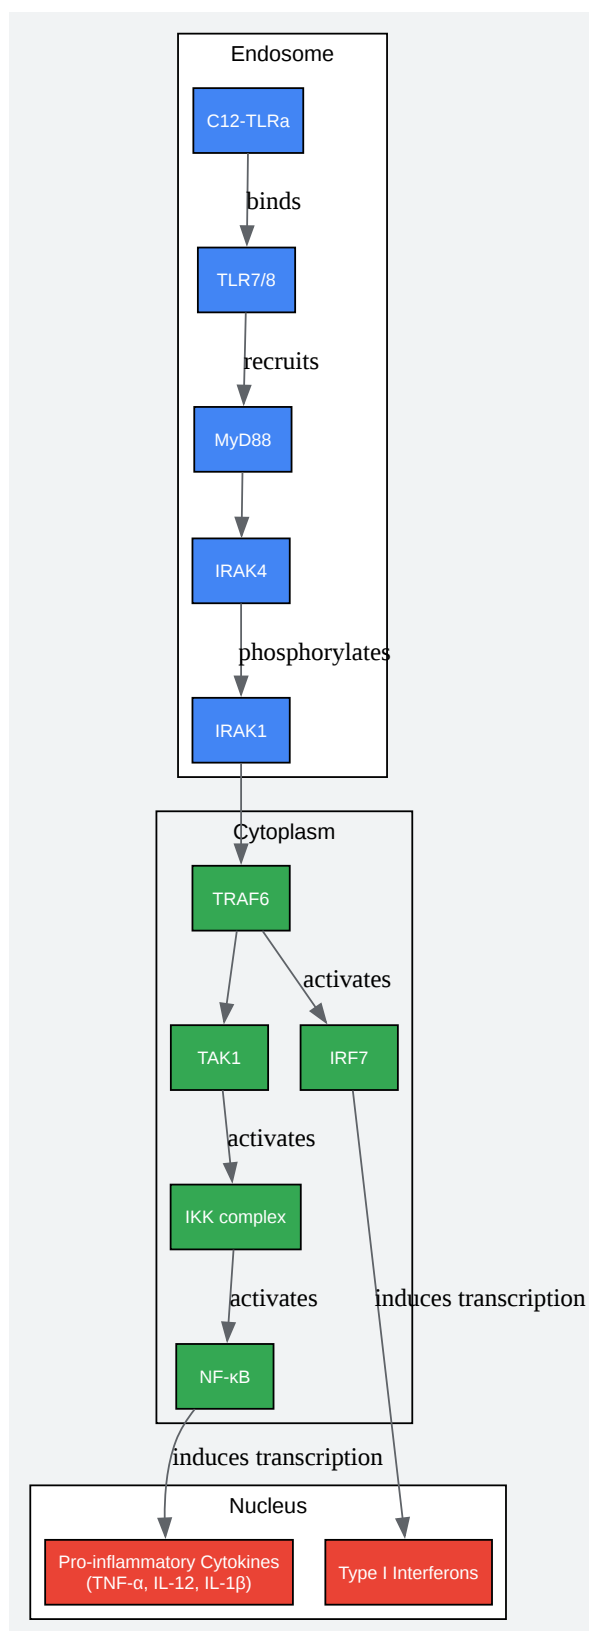 Endosome
C12-TLRa
binds
TLR7/8
recruits
MyD88
IRAK4
phosphorylates
IRAK1
Cytoplasm
TRAF6
activates
TAK1
IRF7
activates
IKK complex
activates
induces transcription
NF-κB
induces transcription
Nucleus
Pro-inflammatory Cytokines
(TNF-α, IL-12, IL-1β)
Type I Interferons